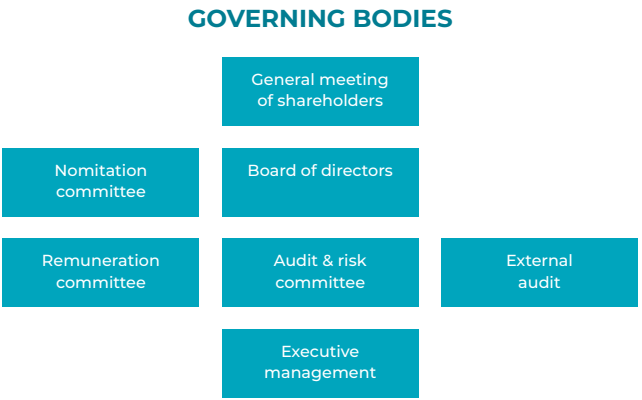 GOVERNING BODIES
General meeting
of shareholders
Nomitation
committee
Board of directors
Remuneration
committee
Audit & risk
committee
External
audit
Executive
management